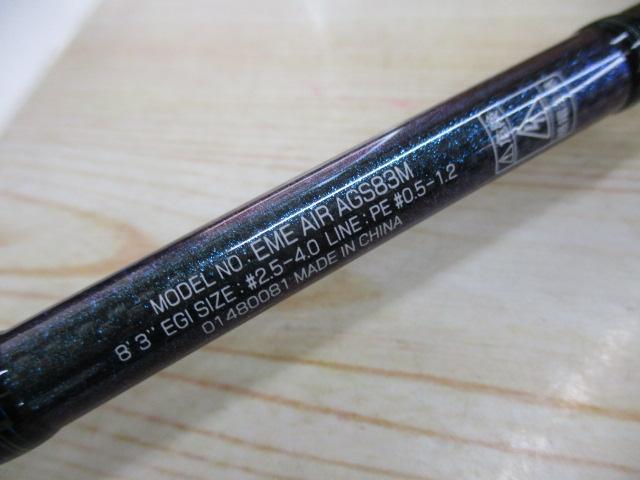 MODEL NO. : EME AIR AGS83M
8'3" EGI SIZE : #2.5-4.0 LINE : PE #0.5-1.2
01480081 MADE IN CHINA